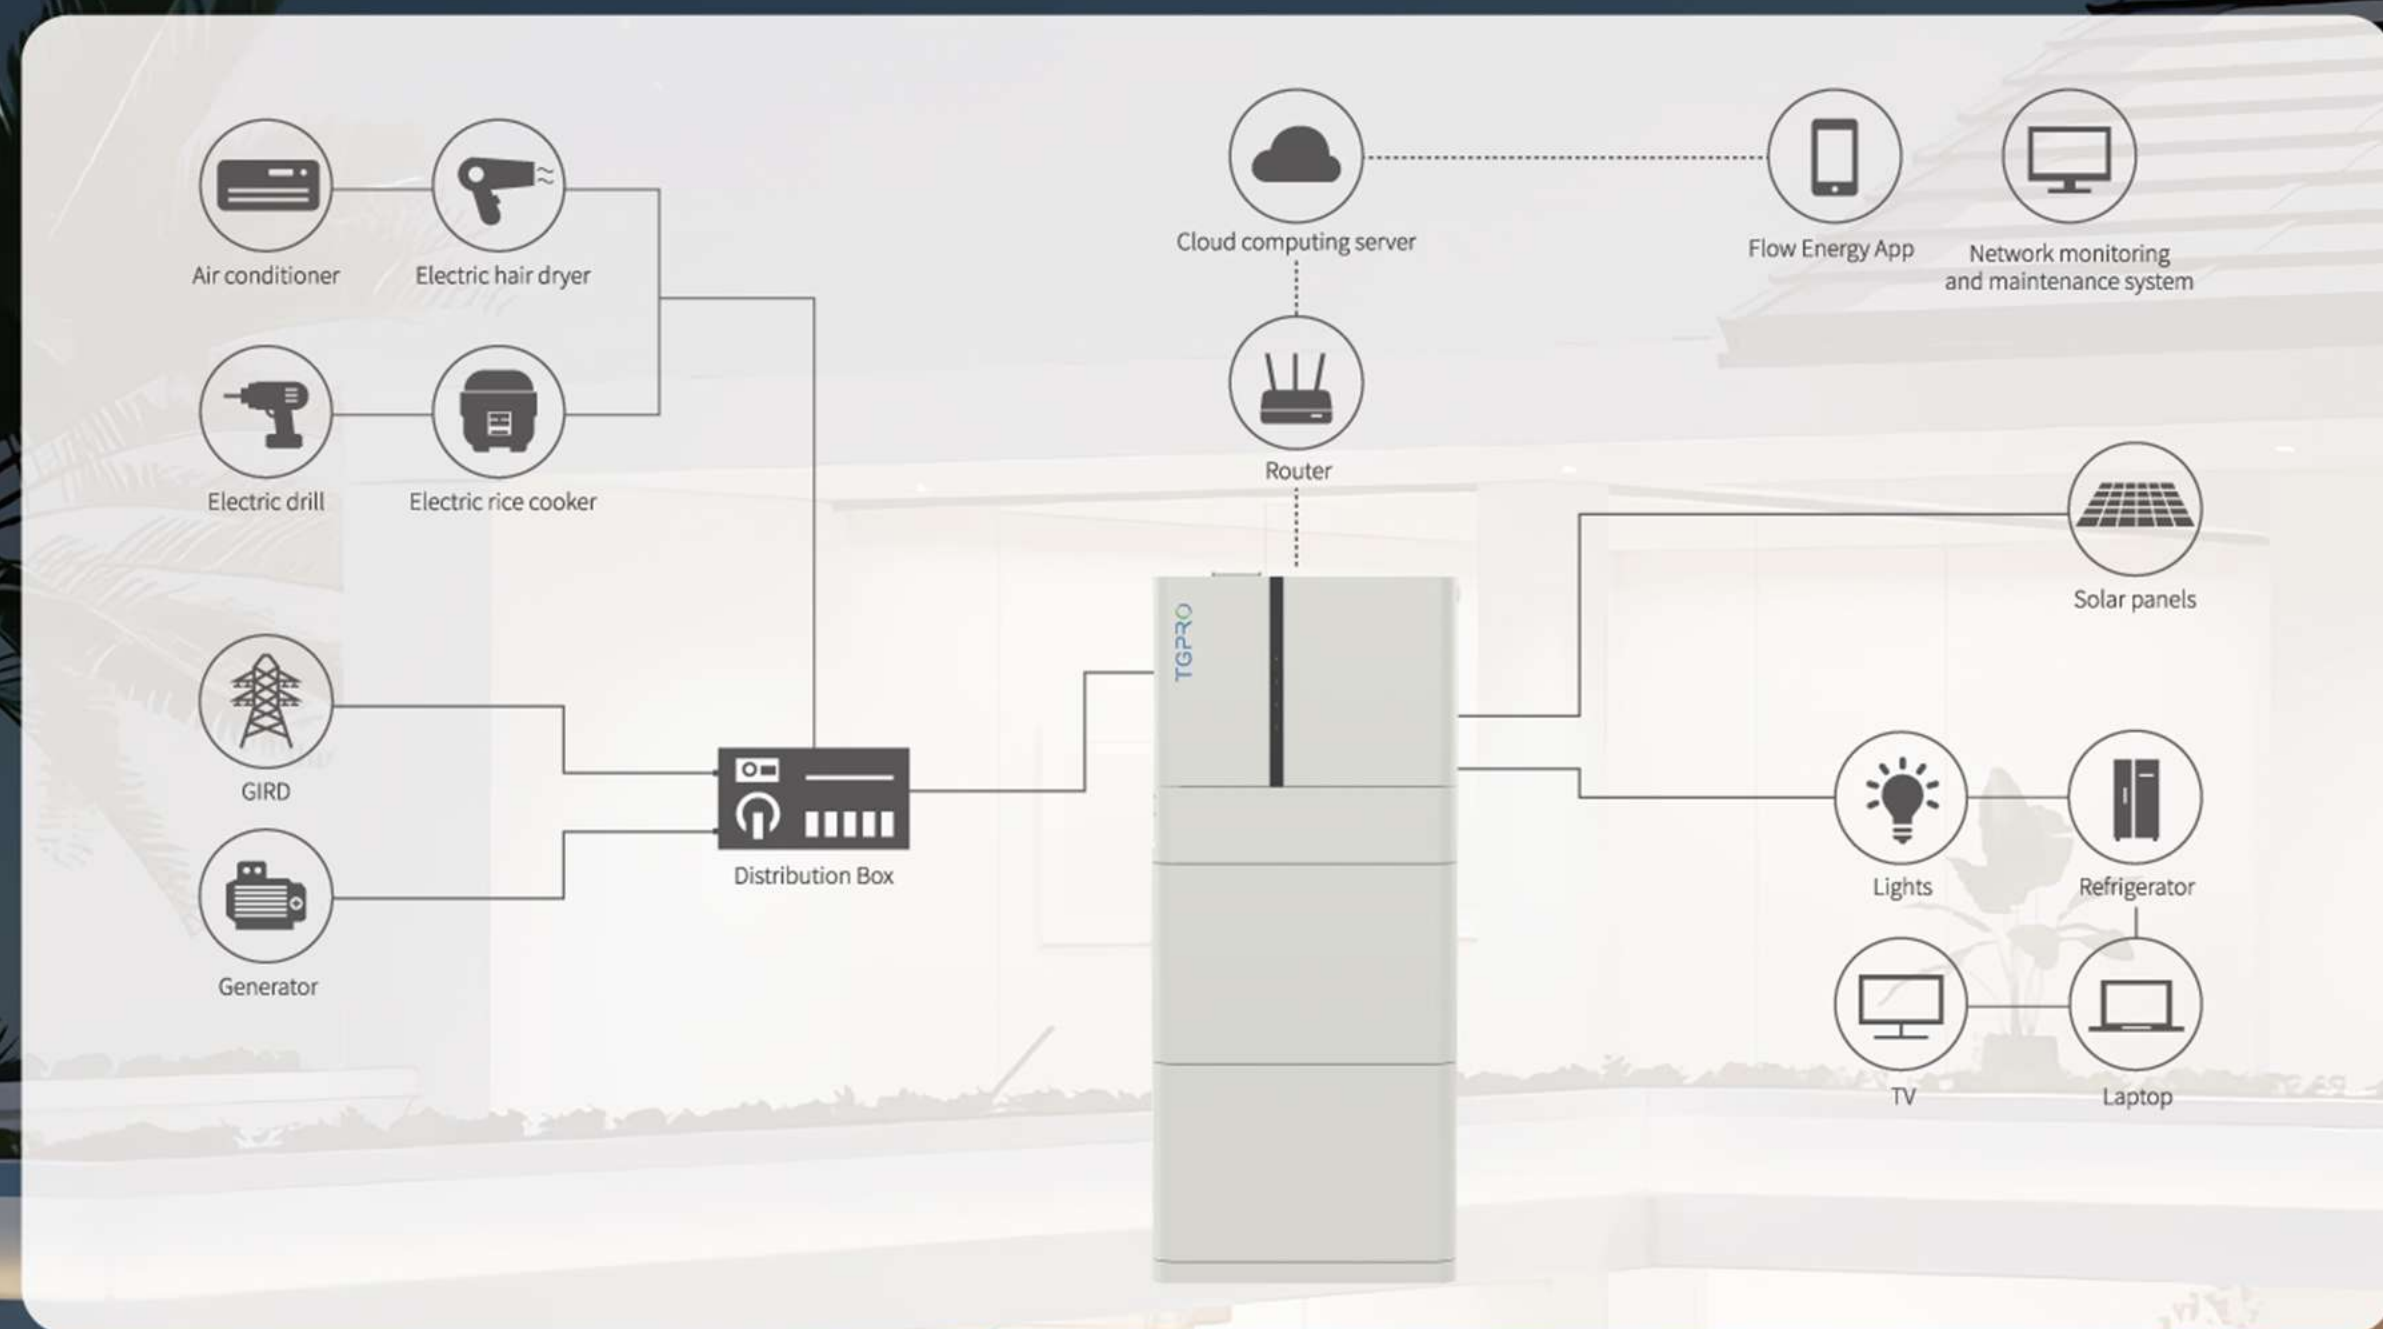 Air conditioner
Electric hair dryer
Cloud computing server
Flow Energy App
Network monitoring
and maintenance system
Electric drill
Electric rice cooker
Router
Solar panels
TGPRO
GIRD
Distribution Box
Lights
Refrigerator
Generator
TV
Laptop